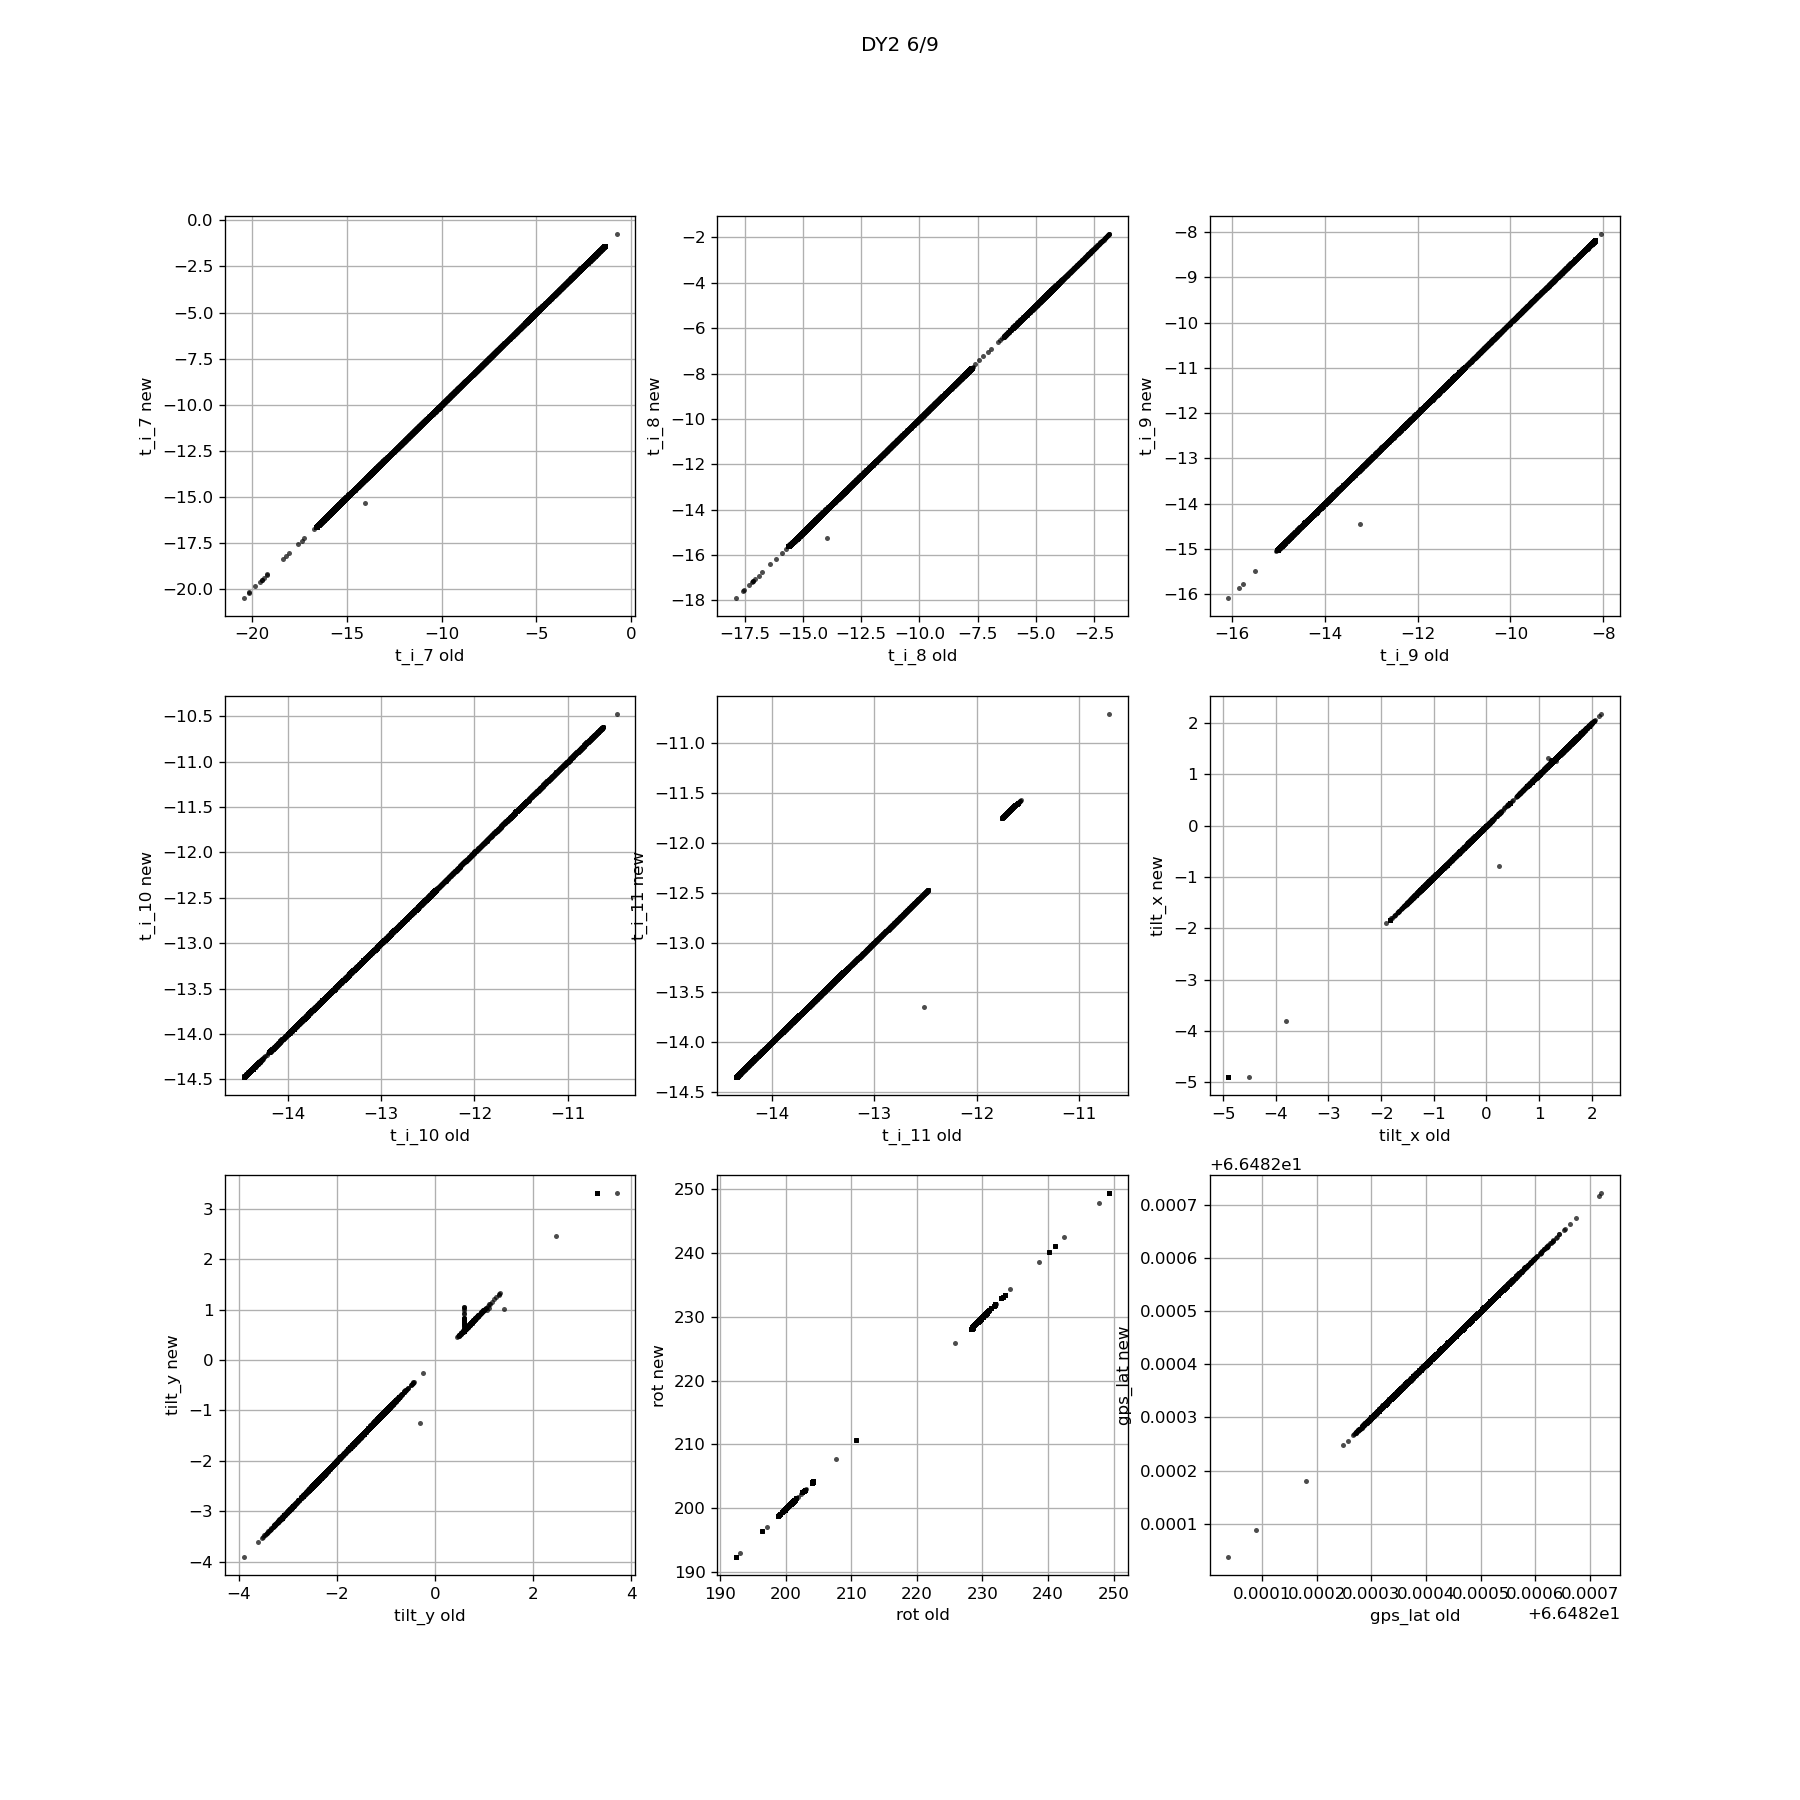 DY2 6/9
0.0
−2.5
−5.0
−7.5
−10.0
−12.5
−15.0
−17.5
−20.0
t_i_7 new
−20 −15 −10 −5 0
t_i_7 old
−2
−4
−6
−8
−10
−12
−14
−16
−18
t_i_8 new
−17.5 −15.0 −12.5 −10.0 −7.5 −5.0 −2.5
t_i_8 old
−8
−9
−10
−11
−12
−13
−14
−15
−16
t_i_9 new
−16 −14 −12 −10 −8
t_i_9 old
−10.5
−11.0
−11.5
−12.0
−12.5
−13.0
−13.5
−14.0
−14.5
t_i_10 new
−14 −13 −12 −11
t_i_10 old
−11.0
−11.5
−12.0
−12.5
−13.0
−13.5
−14.0
−14.5
t_i_11 new
−14 −13 −12 −11
t_i_11 old
2
1
0
−1
−2
−3
−4
−5
tilt_x new
−5 −4 −3 −2 −1 0 1 2
tilt_x old
3
2
1
0
−1
−2
−3
−4
tilt_y new
−4 −2 0 2 4
tilt_y old
250
240
230
220
210
200
190
rot new
190 200 210 220 230 240 250
rot old
+6.6482e1
0.0007
0.0006
0.0005
0.0004
0.0003
0.0002
0.0001
gps_lat new
0.0001 0.0002 0.0003 0.0004 0.0005 0.0006 0.0007
gps_lat old
+6.6482e1